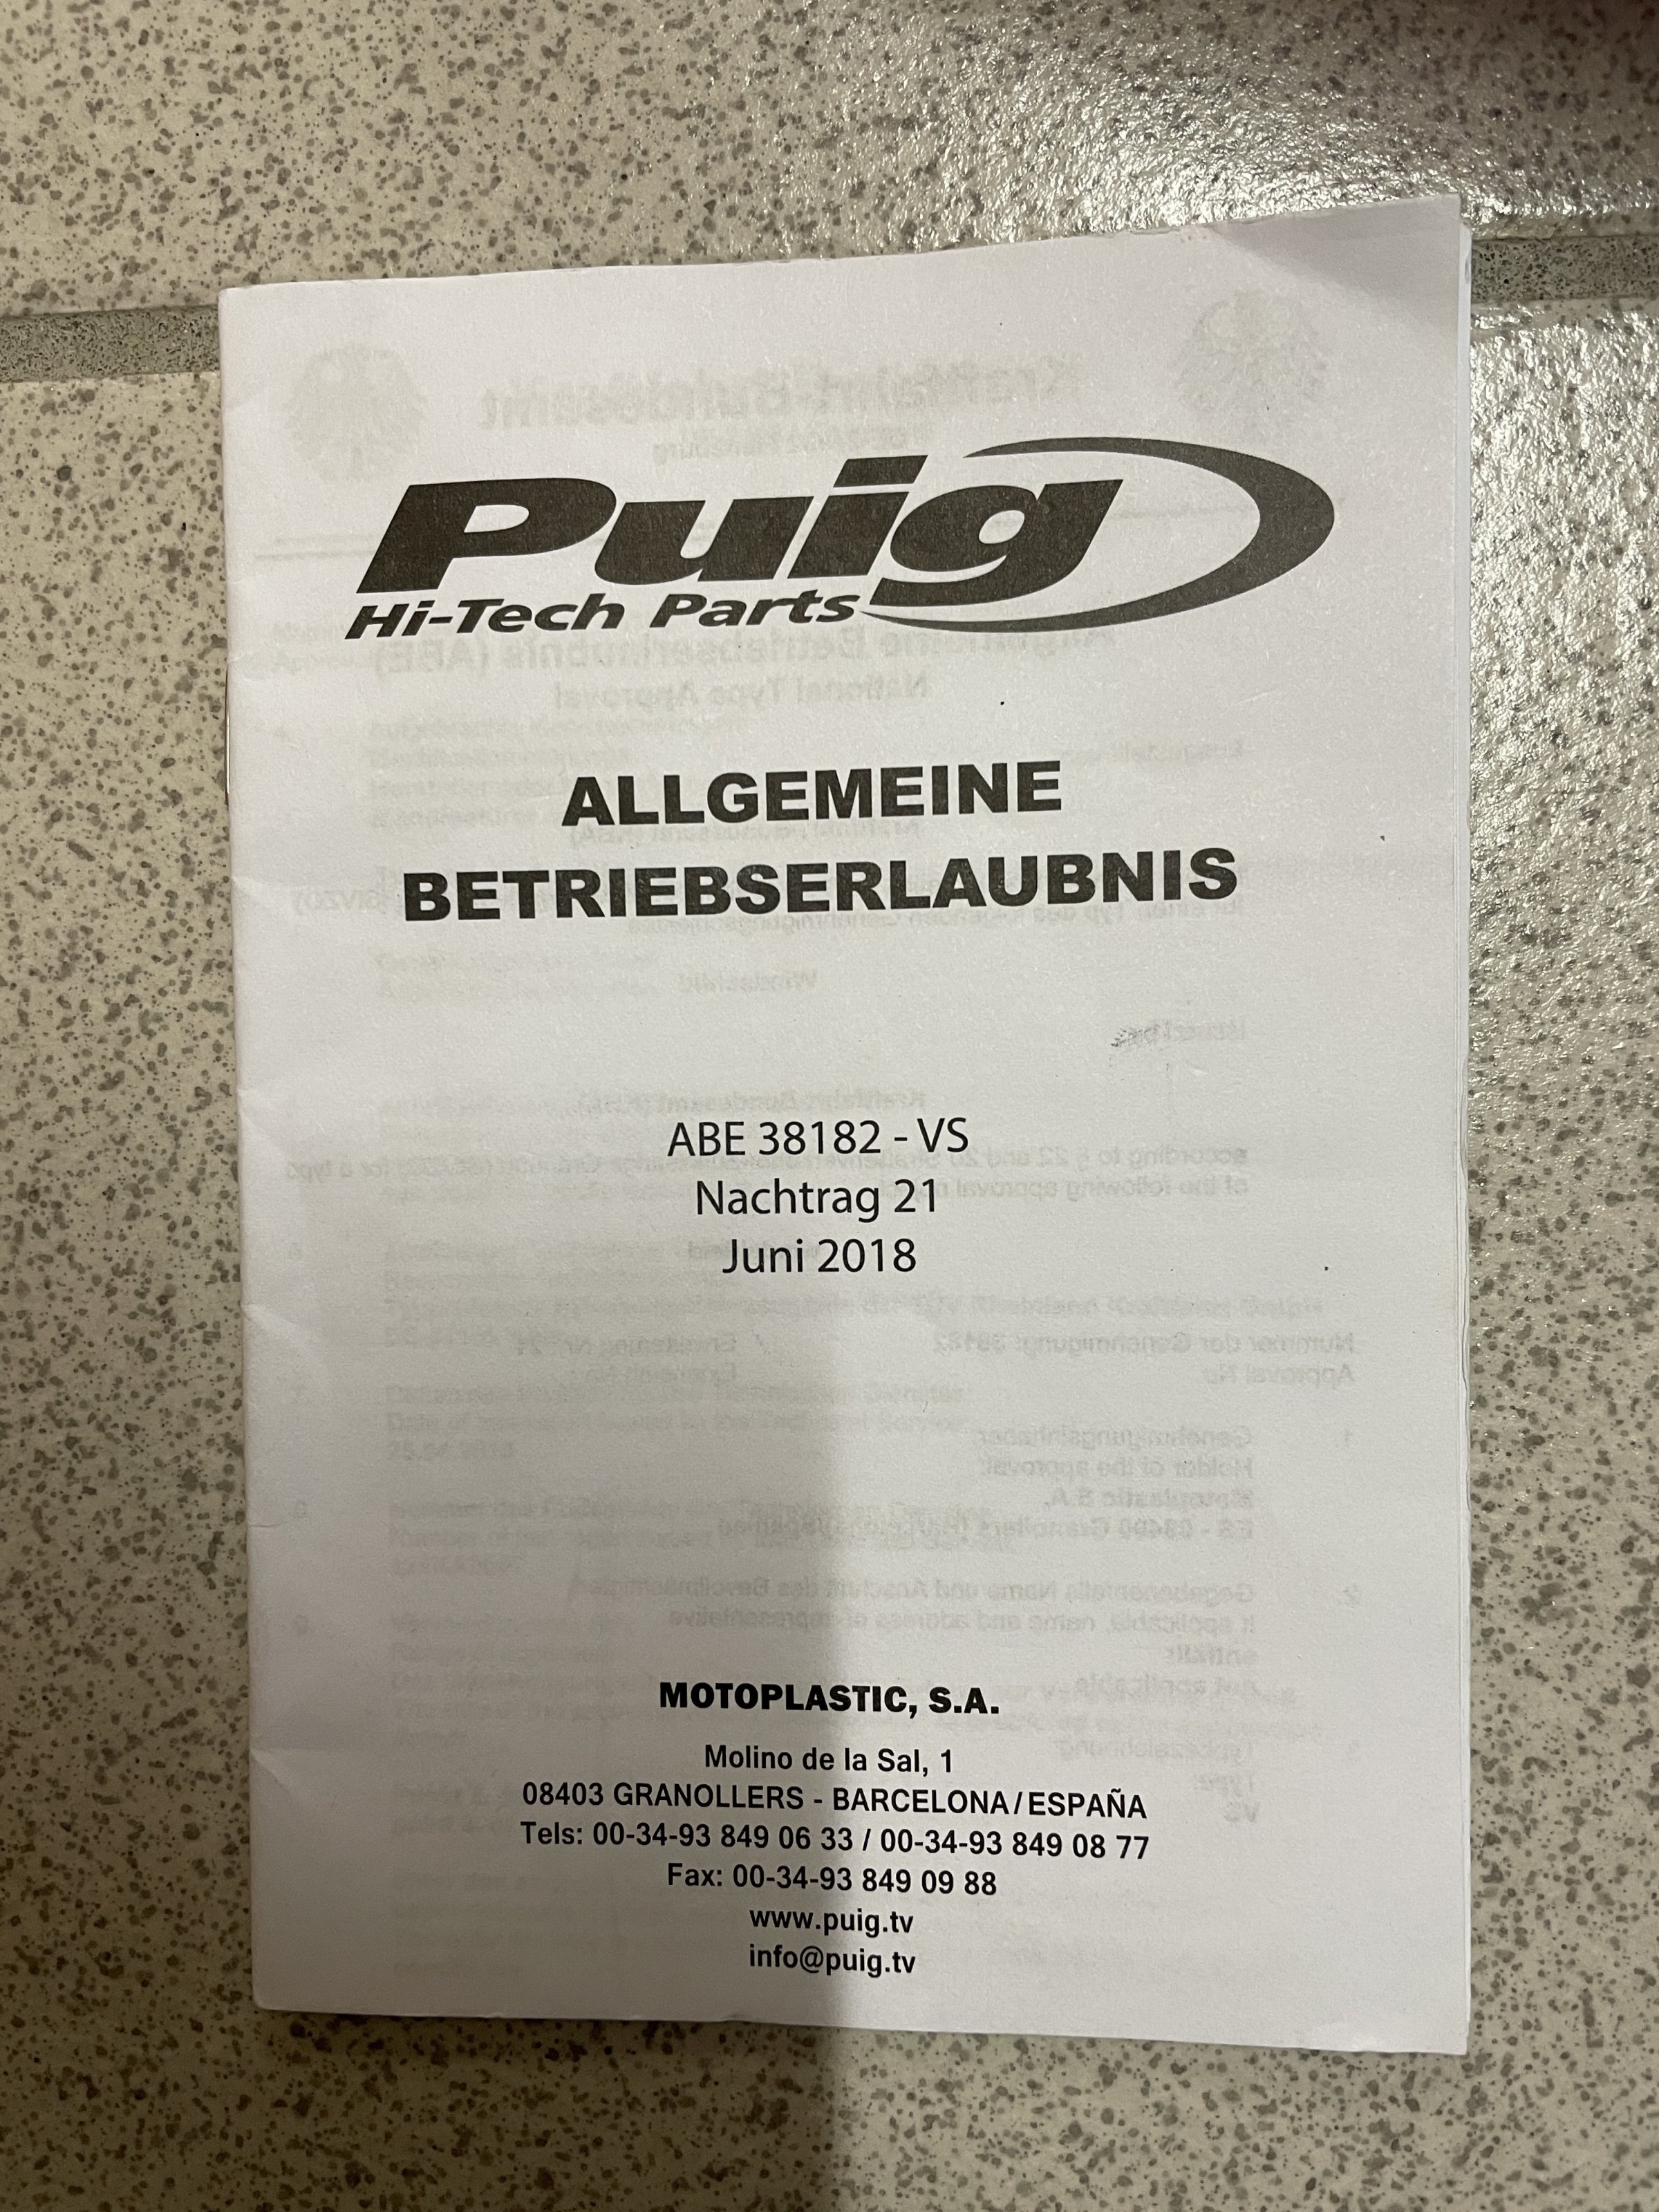 Puig
Hi-Tech Parts
ALLGEMEINE
BETRIEBSERLAUBNIS
ABE 38182 - VS
Nachtrag 21
Juni 2018
MOTOPLASTIC, S.A.
Molino de la Sal, 1
08403 GRANOLLERS - BARCELONA/ESPAÑA
Tels: 00-34-93 849 06 33 / 00-34-93 849 08 77
Fax: 00-34-93 849 09 88
www.puig.tv
info@puig.tv